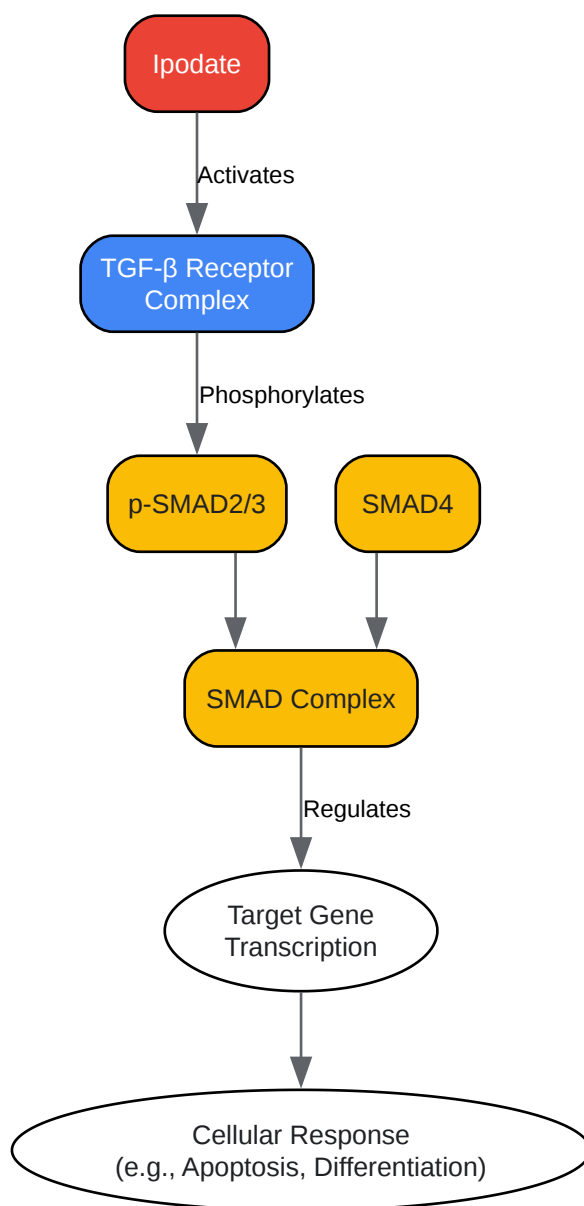 Ipodate
Activates
TGF-β Receptor
Complex
Phosphorylates
p-SMAD2/3
SMAD4
SMAD Complex
Regulates
Target Gene
Transcription
Cellular Response
(e.g., Apoptosis, Differentiation)